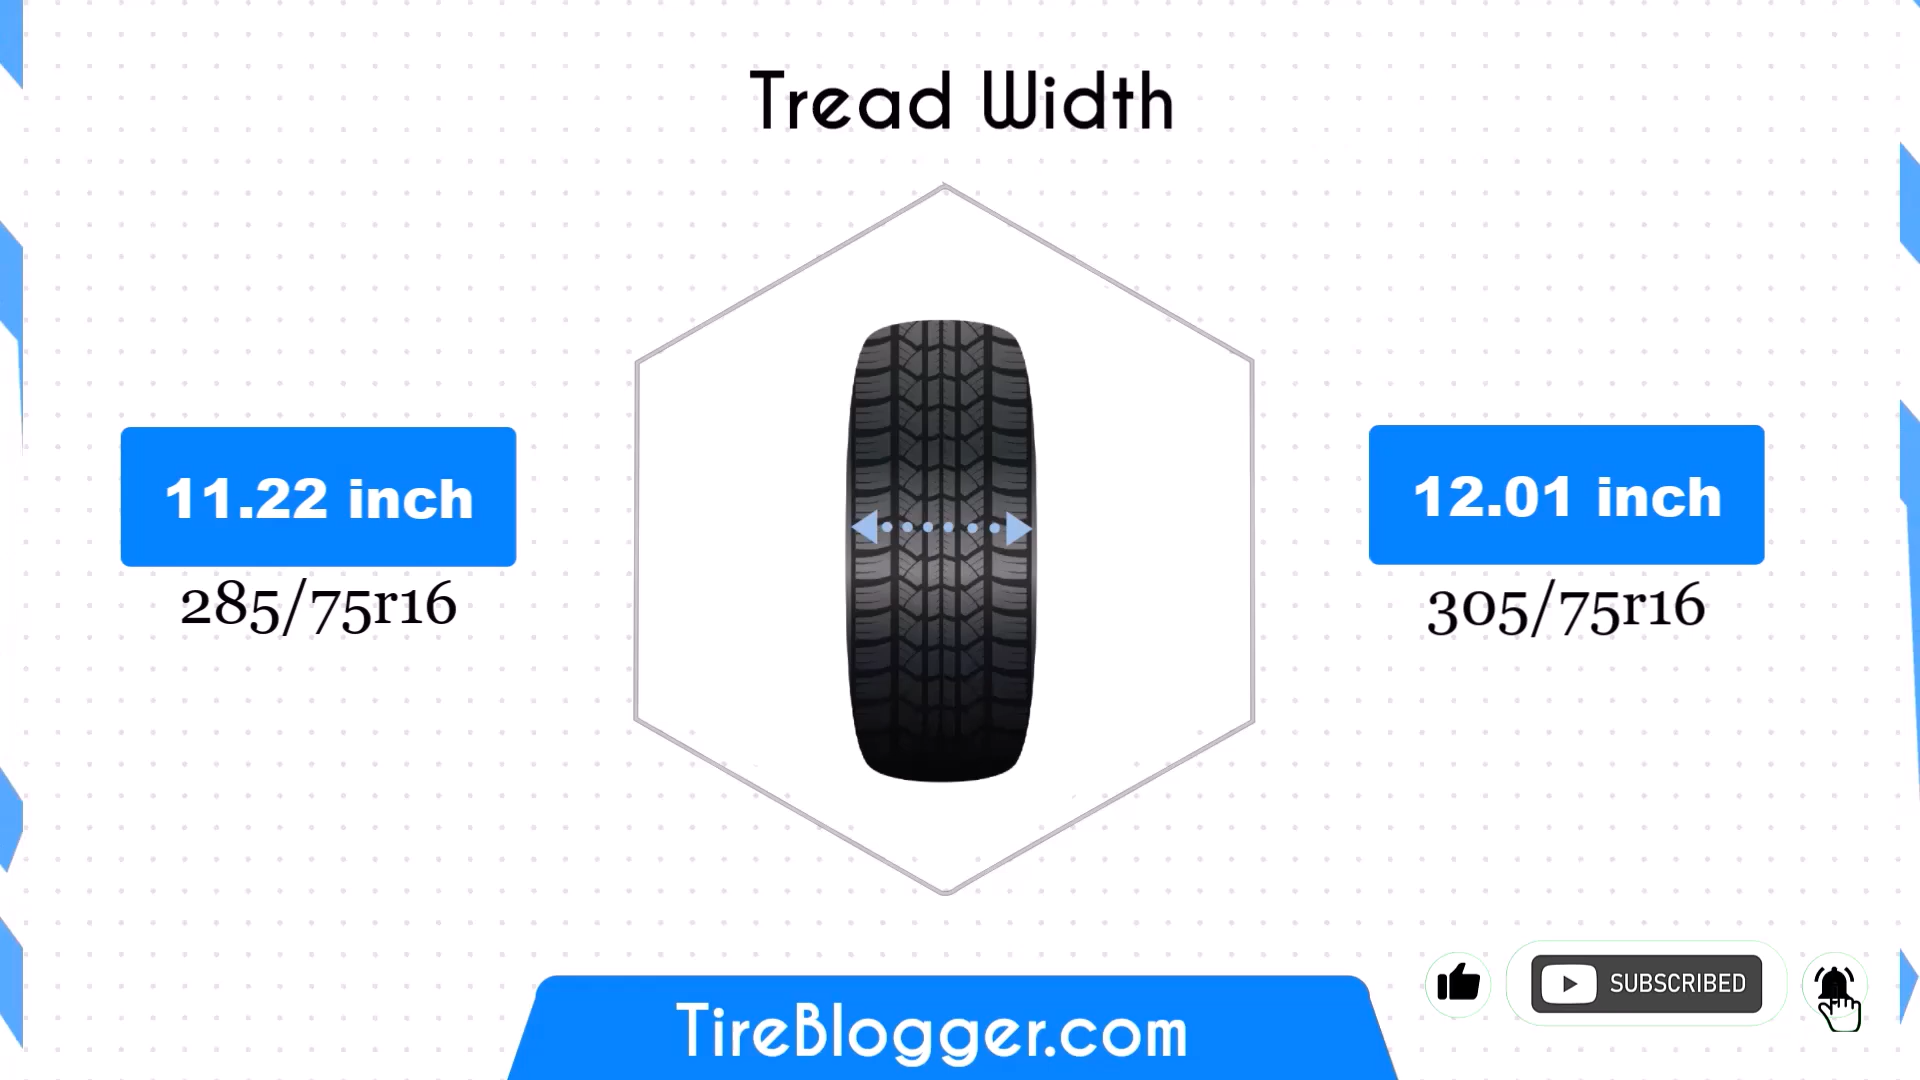 Tread Width
11.22 inch
285/75r16
12.01 inch
305/75r16
SUBSCRIBED
TireBlogger.com